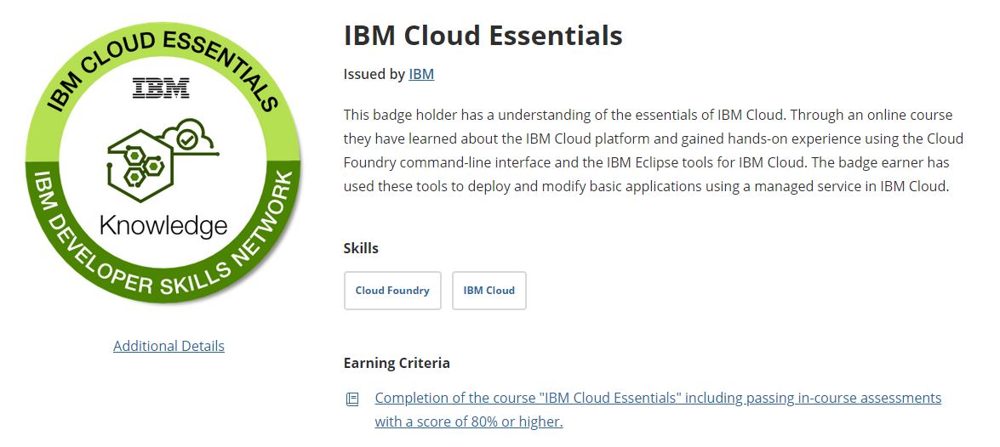 IBM CLOUD ESSENTIALS
IBM
Knowledge
IBM DEVELOPER SKILLS NETWORK
Additional Details
IBM Cloud Essentials
Issued by IBM
This badge holder has a understanding of the essentials of IBM Cloud. Through an online course
they have learned about the IBM Cloud platform and gained hands-on experience using the Cloud
Foundry command-line interface and the IBM Eclipse tools for IBM Cloud. The badge earner has
used these tools to deploy and modify basic applications using a managed service in IBM Cloud.
Skills
Cloud Foundry
IBM Cloud
Earning Criteria
Completion of the course "IBM Cloud Essentials" including passing in-course assessments
with a score of 80% or higher.